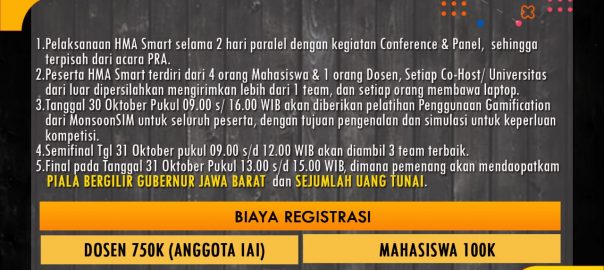 1.Pelaksanaan HMA Smart selama 2 hari paralel dengan kegiatan Conference & Panel, sehingga
terpisah dari acara PRA.
2.Peserta HMA Smart terdiri dari 4 orang Mahasiswa & 1 orang Dosen, Setiap Co-Host/ Universitas
dari luar dipersilahkan mengirimkan lebih dari 1 team, dan setiap orang membawa laptop.
3.Tanggal 30 Oktober Pukul 09.00 s/ 16.00 WIB akan diberikan pelatihan Penggunaan Gamification
dari MonsoonSIM untuk seluruh peserta, dengan tujuan pengenalan dan simulasi untuk keperluan
kompetisi.
4.Semifinal Tgl 31 Oktober pukul 09.00 s/d 12.00 WIB akan diambil 3 team terbaik.
5.Final pada Tanggal 31 Oktober Pukul 13.00 s/d 15.00 WIB, dimana pemenang akan mendaopatkam
PIALA BERGILIR GUBERNUR JAWA BARAT dan SEJUMLAH UANG TUNAI.
BIAYA REGISTRASI
DOSEN 750K (ANGGOTA IAI) MAHASISWA 100K